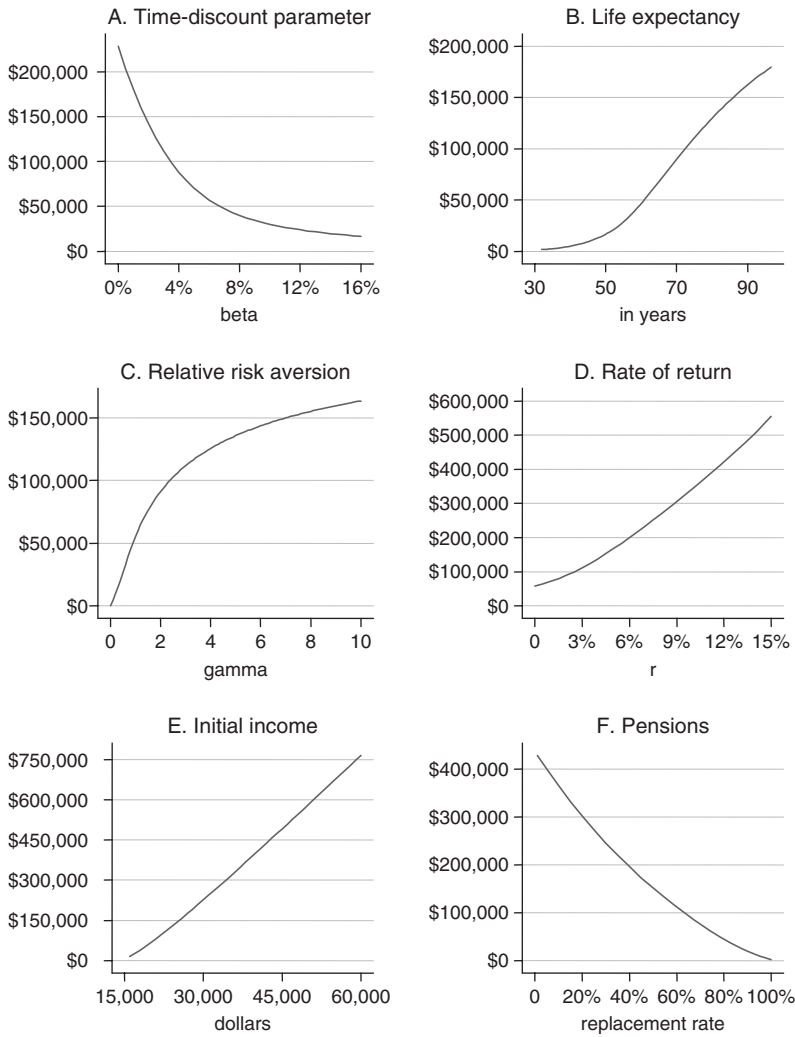 A. Time-discount parameter
$200,000
$150,000
$100,000
$50,000
$0
0% 4% 8% 12% 16%
beta
B. Life expectancy
$200,000
$150,000
$100,000
$50,000
$0
30 50 70 90
in years
C. Relative risk aversion
$150,000
$100,000
$50,000
$0
0 2 4 6 8 10
gamma
D. Rate of return
$600,000
$500,000
$400,000
$300,000
$200,000
$100,000
$0
0 3% 6% 9% 12% 15%
r
E. Initial income
$750,000
$600,000
$450,000
$300,000
$150,000
$0
15,000 30,000 45,000 60,000
dollars
F. Pensions
$400,000
$300,000
$200,000
$100,000
$0
0 20% 40% 60% 80% 100%
replacement rate